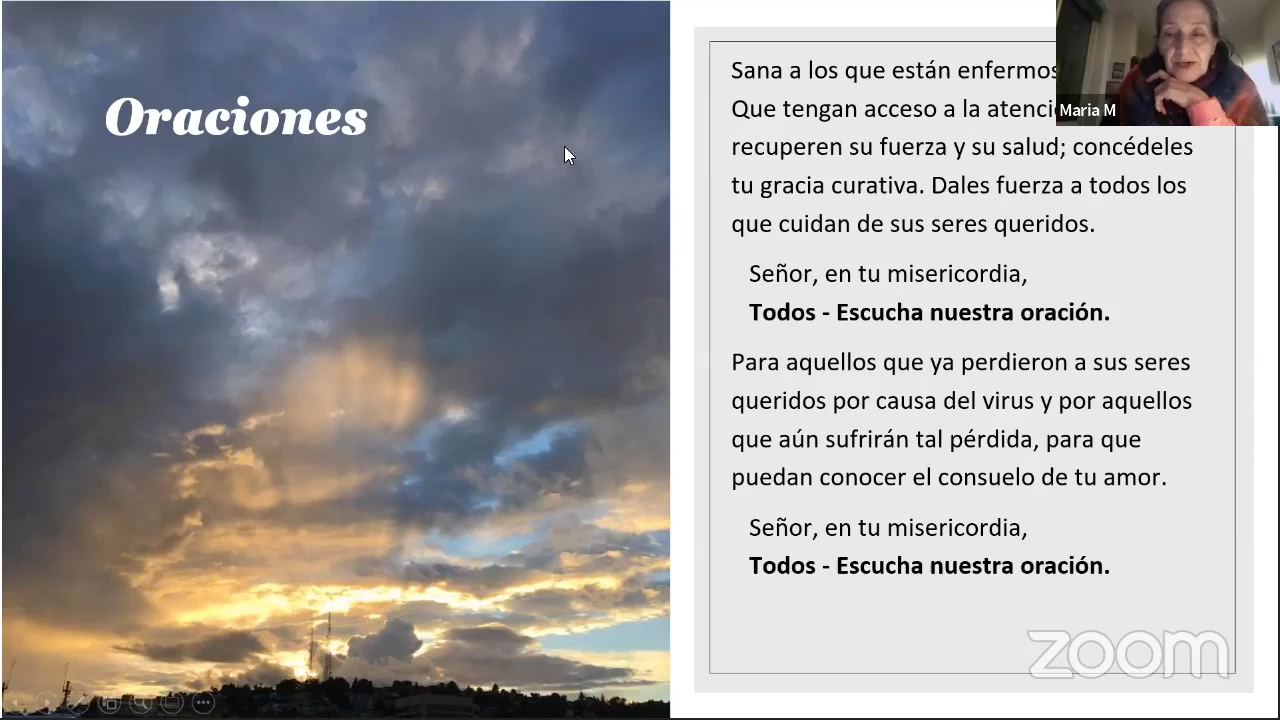 Oraciones
Sana a los que están enfermos
Que tengan acceso a la
recuperen su fuerza y su salud; concédeles
tu gracia curativa. Dales fuerza a todos los
que cuidan de sus seres queridos.
Señor, en tu misericordia,
Todos - Escucha nuestra oración.
Para aquellos que ya perdieron a sus seres
queridos por causa del virus y por aquellos
que aún sufrirán tal pérdida, para que
puedan conocer el consuelo de tu amor.
Señor, en tu misericordia,
Todos - Escucha nuestra oración.
Maria M
zoom